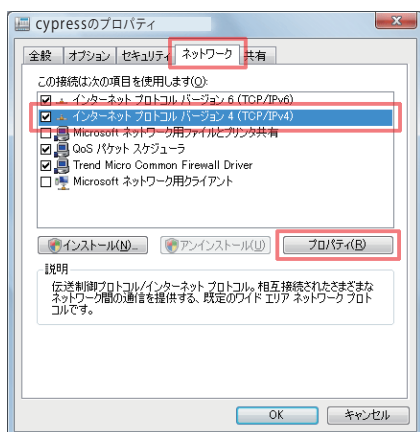 cypressのプロパティ
全般 オプション セキュリティ ネットワーク 共有
この接続は次の項目を使用します(O):
インターネット プロトコル バージョン 6 (TCP/IPv6)
インターネット プロトコル バージョン 4 (TCP/IPv4)
Microsoft ネットワーク用ファイルとプリンタ共有
QoS パケット スケジューラ
Trend Micro Common Firewall Driver
Microsoft ネットワーク用クライアント
インストール(N)... アンインストール(U) プロパティ(R)
説明
伝送制御プロトコル/インターネット プロトコル。相互接続されたさまざまな
ネットワーク間の通信を提供する、既定のワイド エリア ネットワーク プロト
コルです。
OK キャンセル